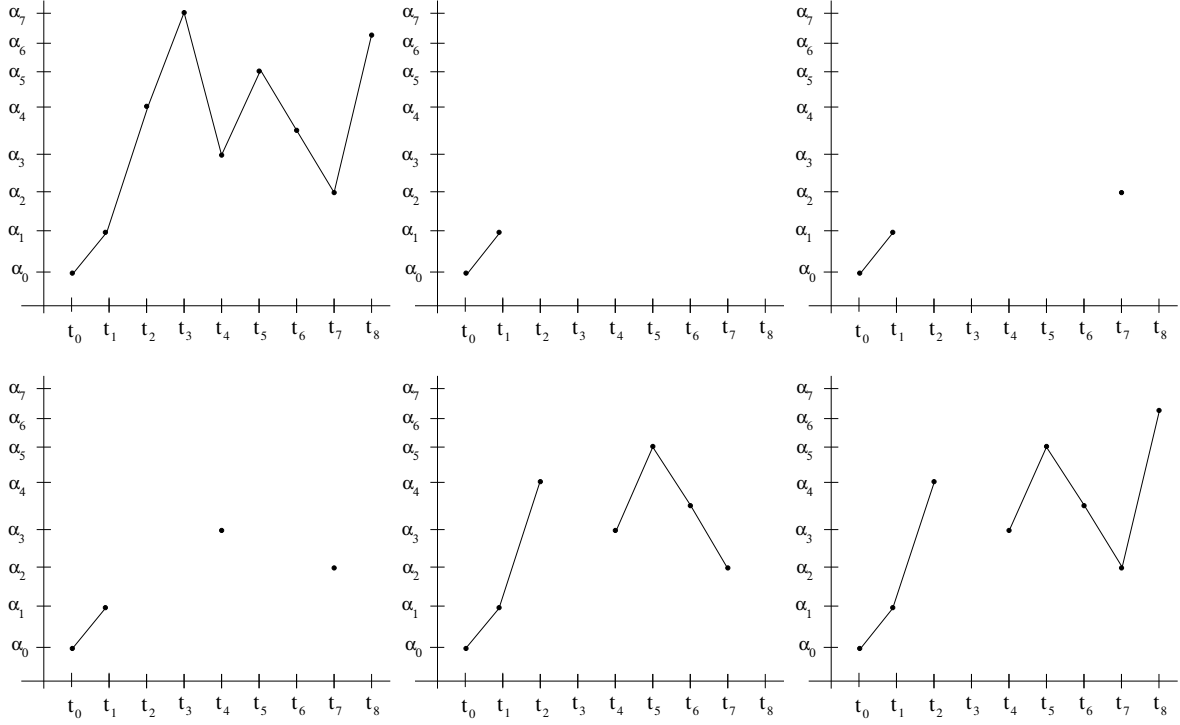 α7 α7 α7
α6 α6 α6
α5 α5 α5
α4 α4 α4
α3 α3 α3
α2 α2 α2
α1 α1 α1
α0 α0 α0
t0 t1 t2 t3 t4 t5 t6 t7 t8 t0 t1 t2 t3 t4 t5 t6 t7 t8 t0 t1 t2 t3 t4 t5 t6 t7 t8
α7 α7 α7
α6 α6 α6
α5 α5 α5
α4 α4 α4
α3 α3 α3
α2 α2 α2
α1 α1 α1
α0 α0 α0
t0 t1 t2 t3 t4 t5 t6 t7 t8 t0 t1 t2 t3 t4 t5 t6 t7 t8 t0 t1 t2 t3 t4 t5 t6 t7 t8